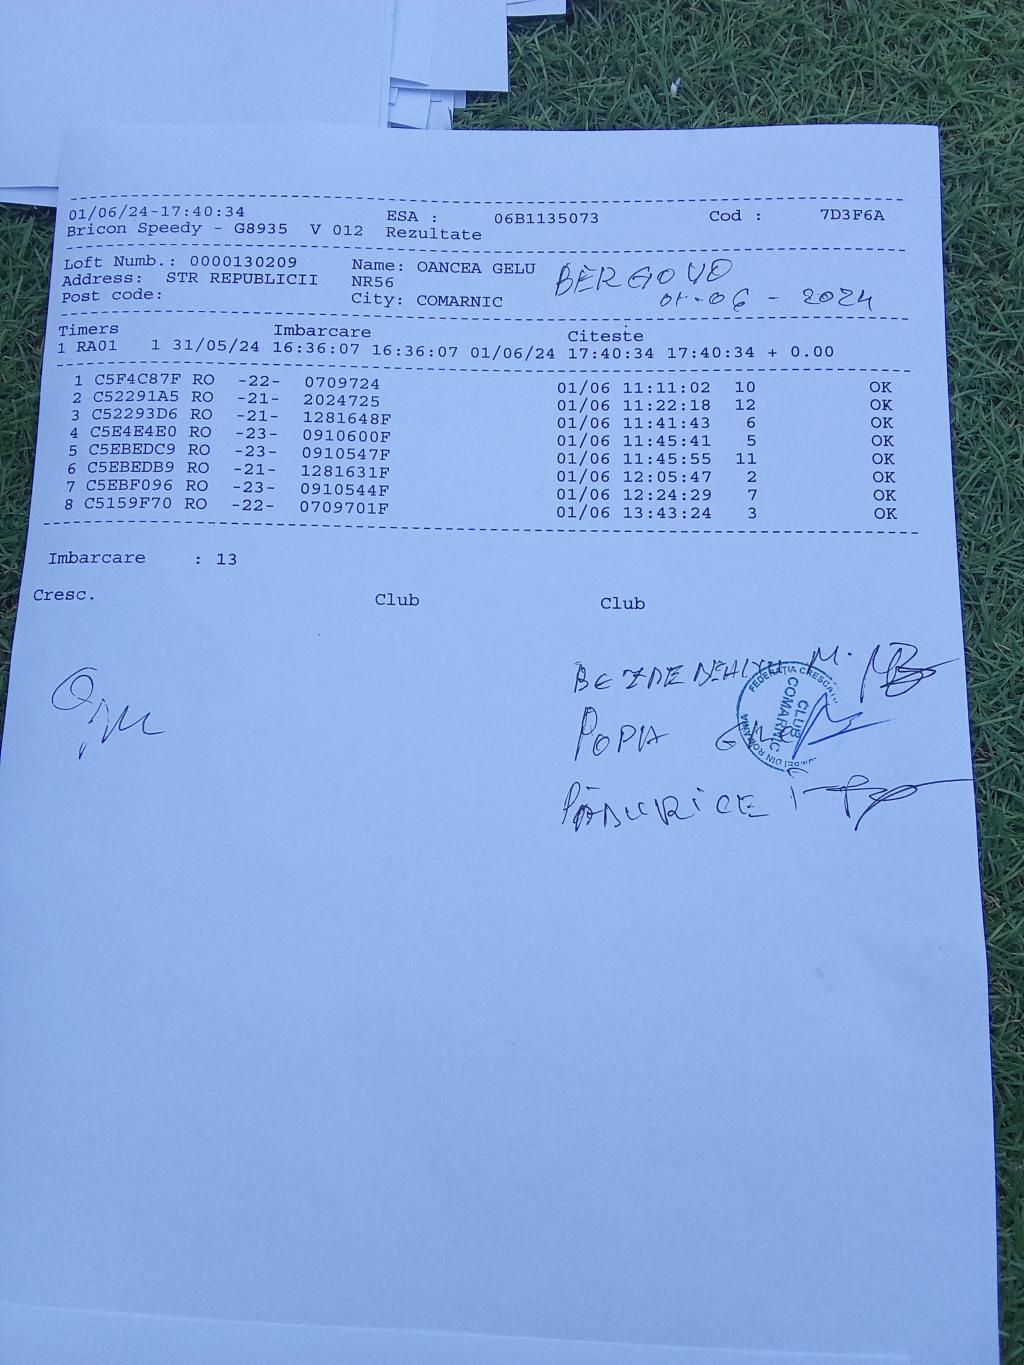 01/06/24-17:40:34 ESA : 06B1135073 Cod : 7D3F6A
Bricon Speedy - G8935 V 012 Rezultate
Loft Numb.: 0000130209 Name: OANCEA GELU BERGOVO
Address: STR REPUBLICII NR56 01-06-2024
Post code: City: COMARNIC
Timers Imbarcare Citeste
1 RA01 1 31/05/24 16:36:07 16:36:07 01/06/24 17:40:34 17:40:34 + 0.00
1 C5F4C87F RO -22- 0709724 01/06 11:11:02 10 OK
2 C52291A5 RO -21- 2024725 01/06 11:22:18 12 OK
3 C52293D6 RO -21- 1281648F 01/06 11:41:43 6 OK
4 C5E4E4E0 RO -23- 0910600F 01/06 11:45:41 5 OK
5 C5EBEDC9 RO -23- 0910547F 01/06 11:45:55 11 OK
6 C5EBEDB9 RO -21- 1281631F 01/06 12:05:47 2 OK
7 C5EBF096 RO -23- 0910544F 01/06 12:24:29 7 OK
8 C5159F70 RO -22- 0709701F 01/06 13:43:24 3 OK
Imbarcare : 13
Cresc. Club Club
M.
POPA
PĂDURICE
CLUB
COMARNIC